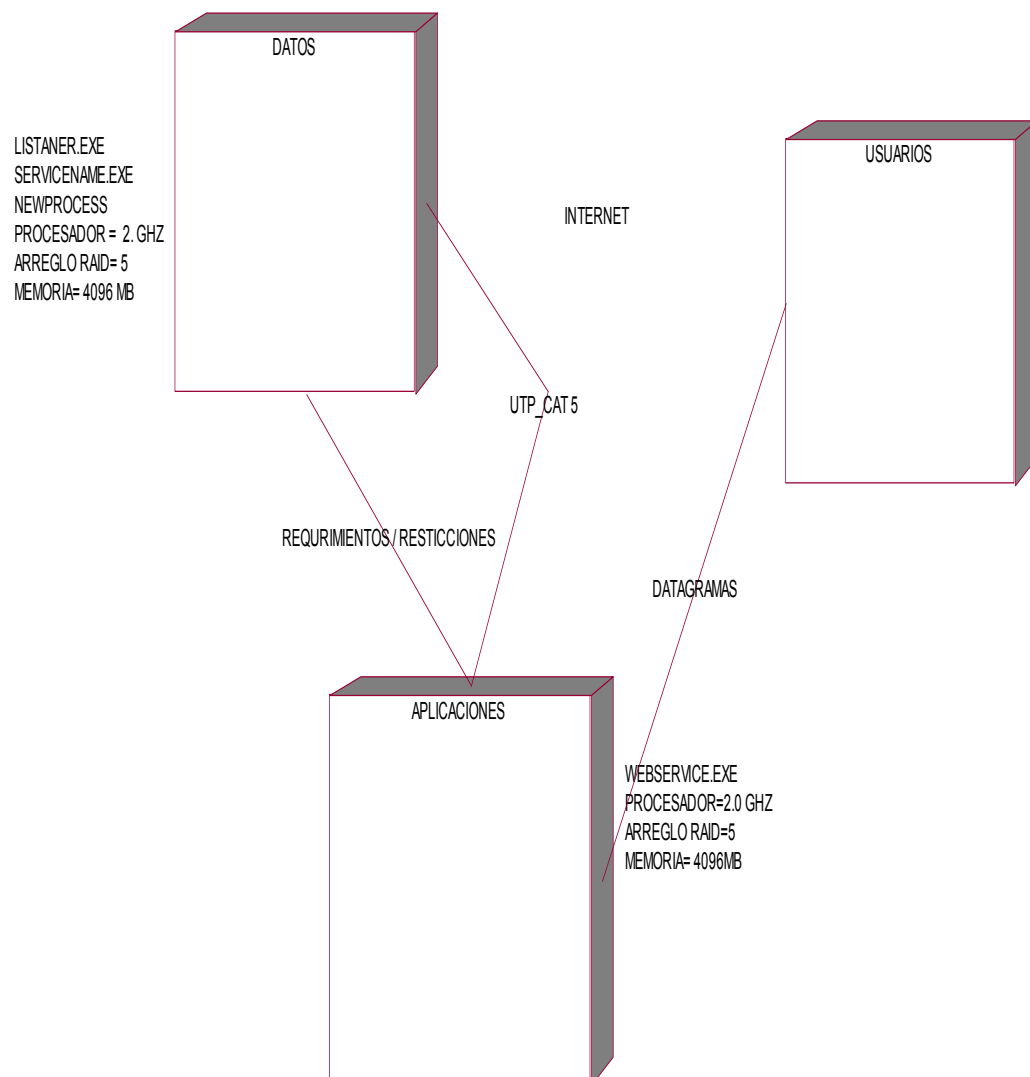 DATOS
LISTANER.EXE
SERVICENAME.EXE
NEWPROCESS
PROCESADOR = 2. GHZ
ARREGLO RAID= 5
MEMORIA= 4096 MB
USUARIOS
INTERNET
UTP_CAT 5
REQURIMIENTOS / RESTICCIONES
DATAGRAMAS
APLICACIONES
WEBSERVICE.EXE
PROCESADOR=2.0 GHZ
ARREGLO RAID=5
MEMORIA= 4096MB